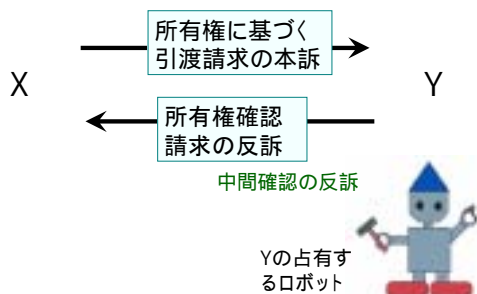 所有権に基づく
引渡請求の本訴
X
Y
所有権確認
請求の反訴
中間確認の反訴
Yの占有す
るロボット